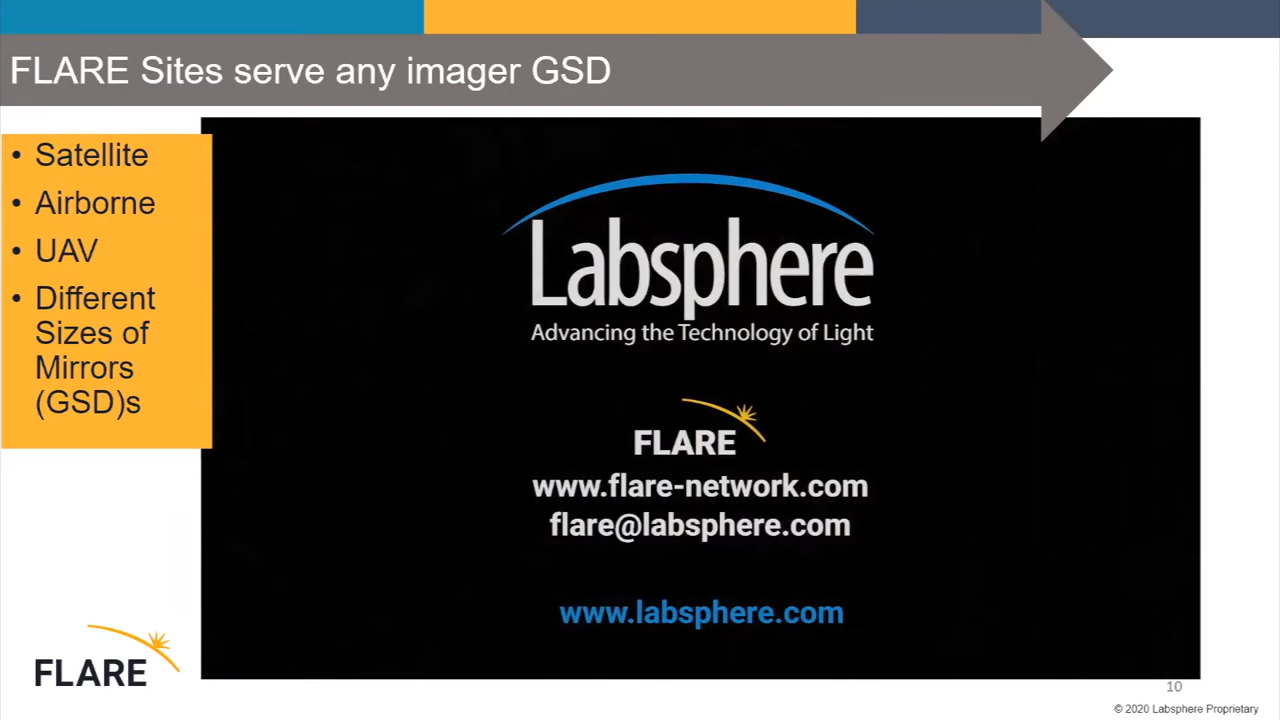 FLARE Sites serve any imager GSD
• Satellite
• Airborne
• UAV
• Different
Sizes of
Mirrors
(GSD)s
Labsphere
Advancing the Technology of Light
FLARE
www.flare-network.com
flare@labsphere.com
www.labsphere.com
FLARE
10
© 2020 Labsphere Proprietary